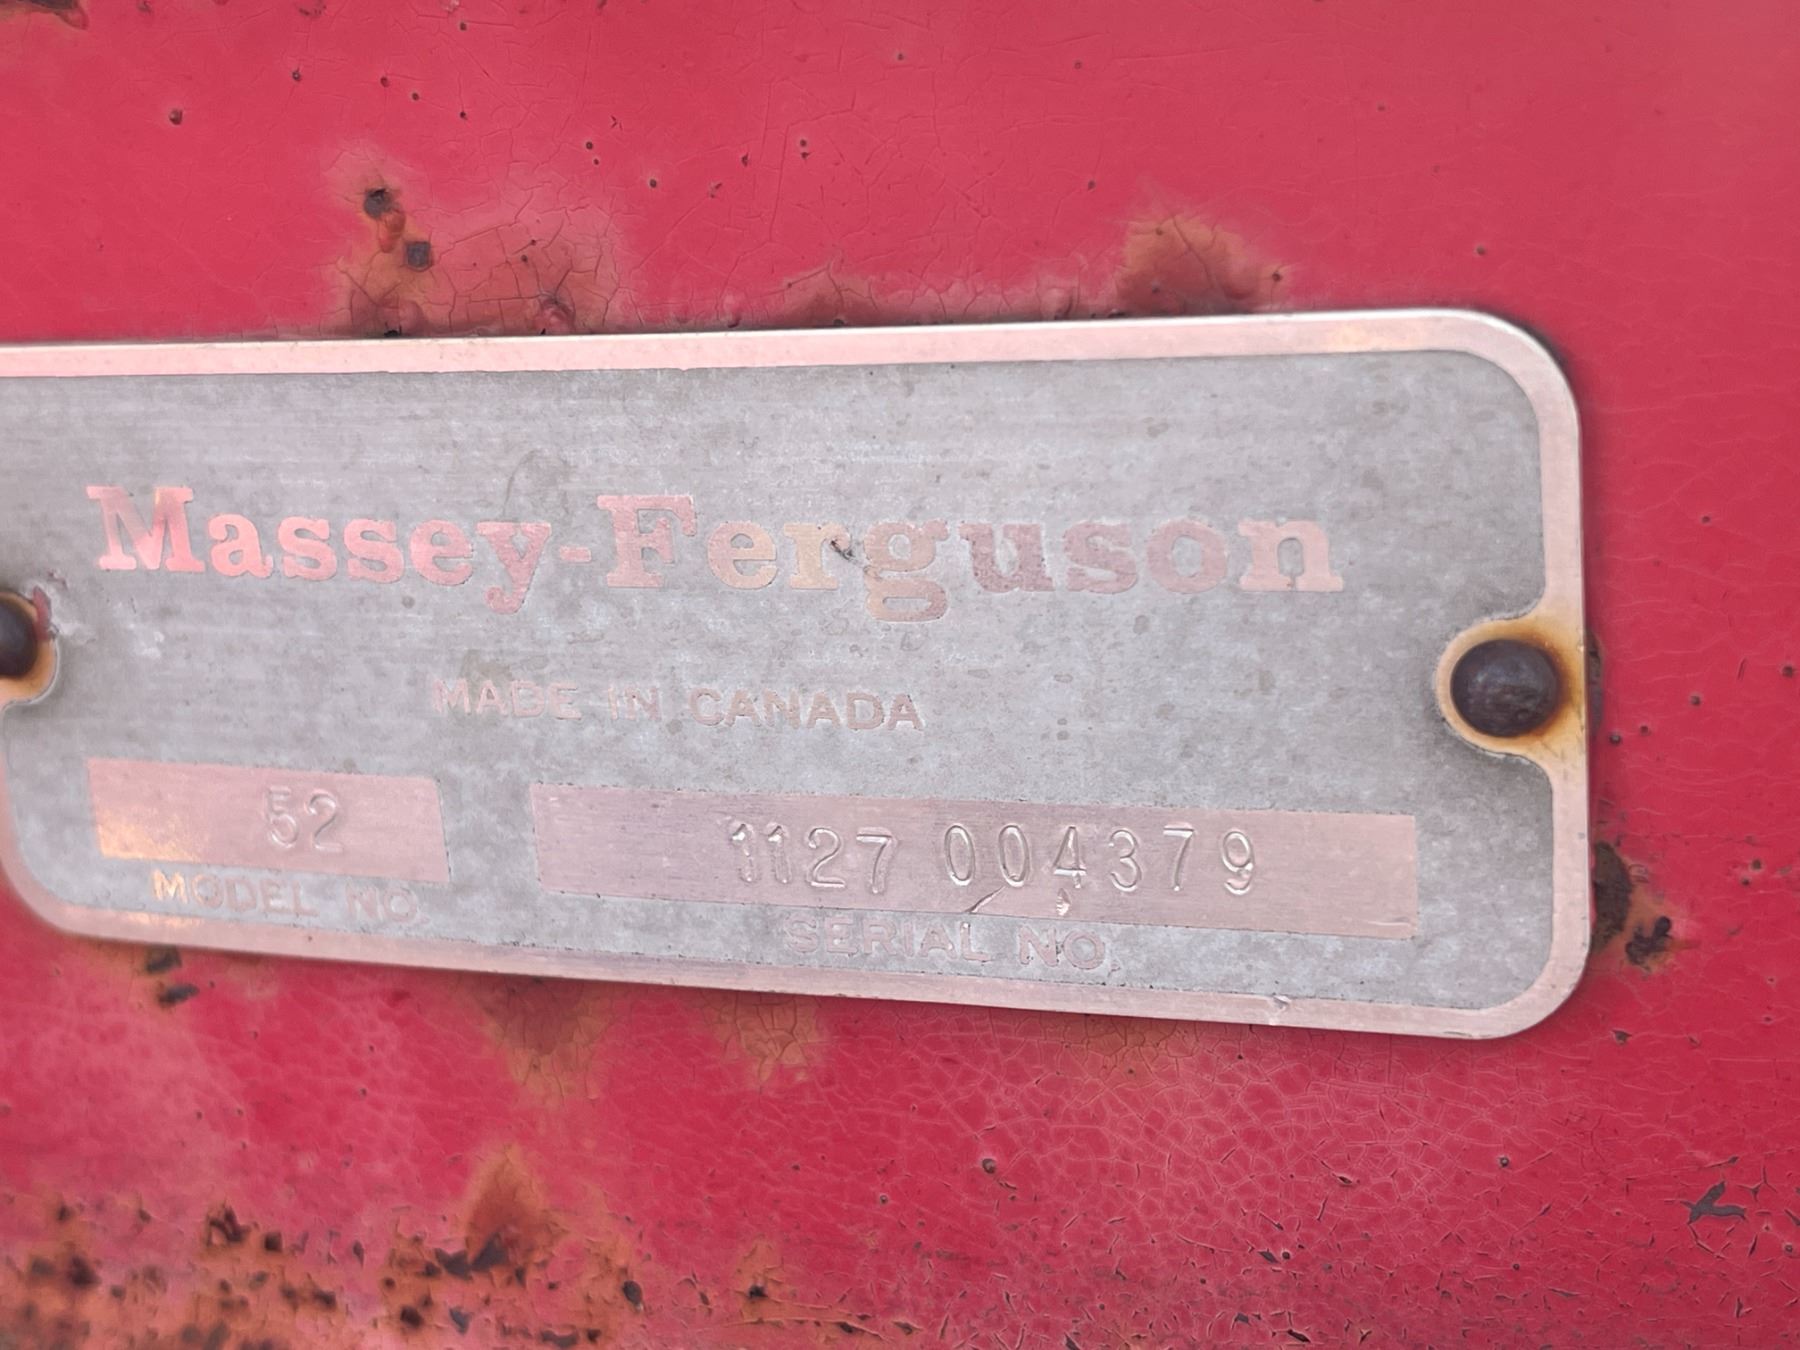 Massey-Ferguson
MADE IN CANADA
52 1127 004379
MODEL NO. SERIAL NO.